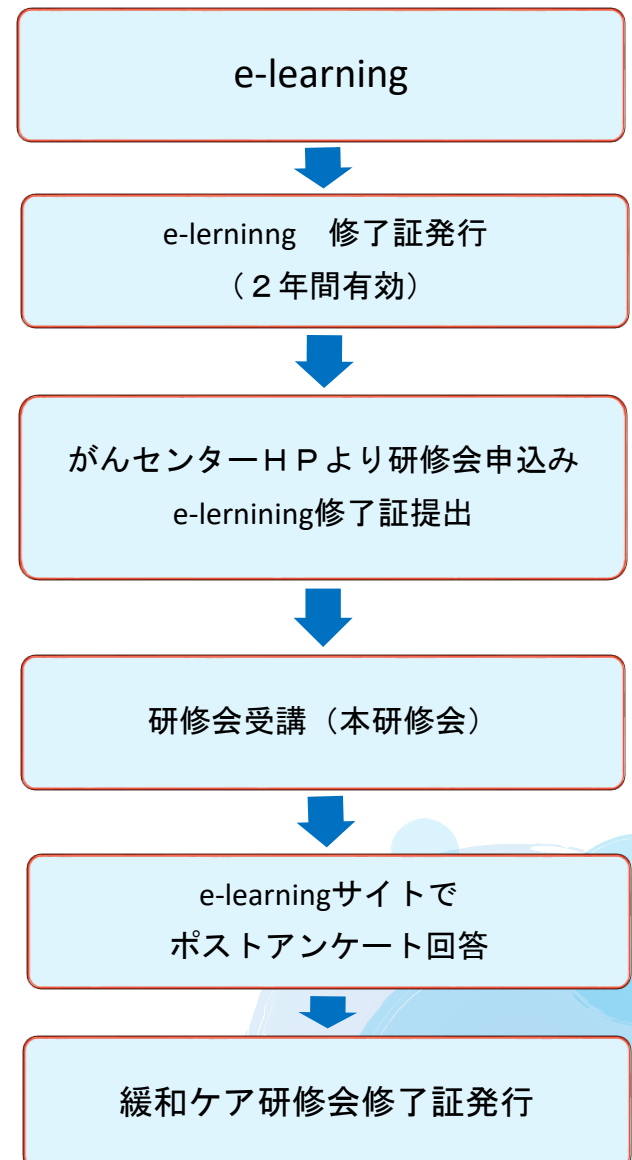 e-learning
e-lerninng　修了証発行
（２年間有効）
がんセンターＨＰより研修会申込み
e-lernining修了証提出
研修会受講（本研修会）
e-learningサイトで
ポストアンケート回答
緩和ケア研修会修了証発行